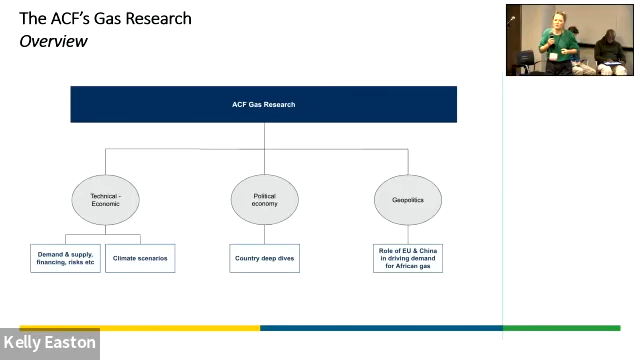 The ACF's Gas Research
Overview
ACF Gas Research
Technical -
Economic
Political
economy
Geopolitics
Demand & supply,
financing, risks etc
Climate scenarios
Country deep dives
Role of EU & China
in driving demand
for African gas
Kelly Easton